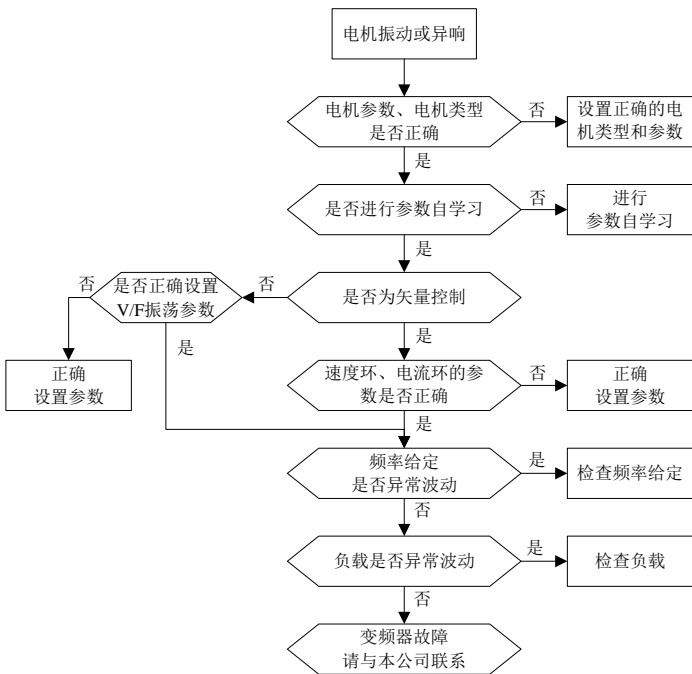 电机振动或异响
电机参数、电机类型
是否正确
否
设置正确的电
机类型和参数
是
是否进行参数自学习
否
进行
参数自学习
是
否
是否正确设置
V/F振荡参数
否
是否为矢量控制
是
是
正确
设置参数
速度环、电流环的参
数是否正确
否
正确
设置参数
是
频率给定
是否异常波动
是
检查频率给定
否
负载是否异常波动
是
检查负载
否
变频器故障
请与本公司联系